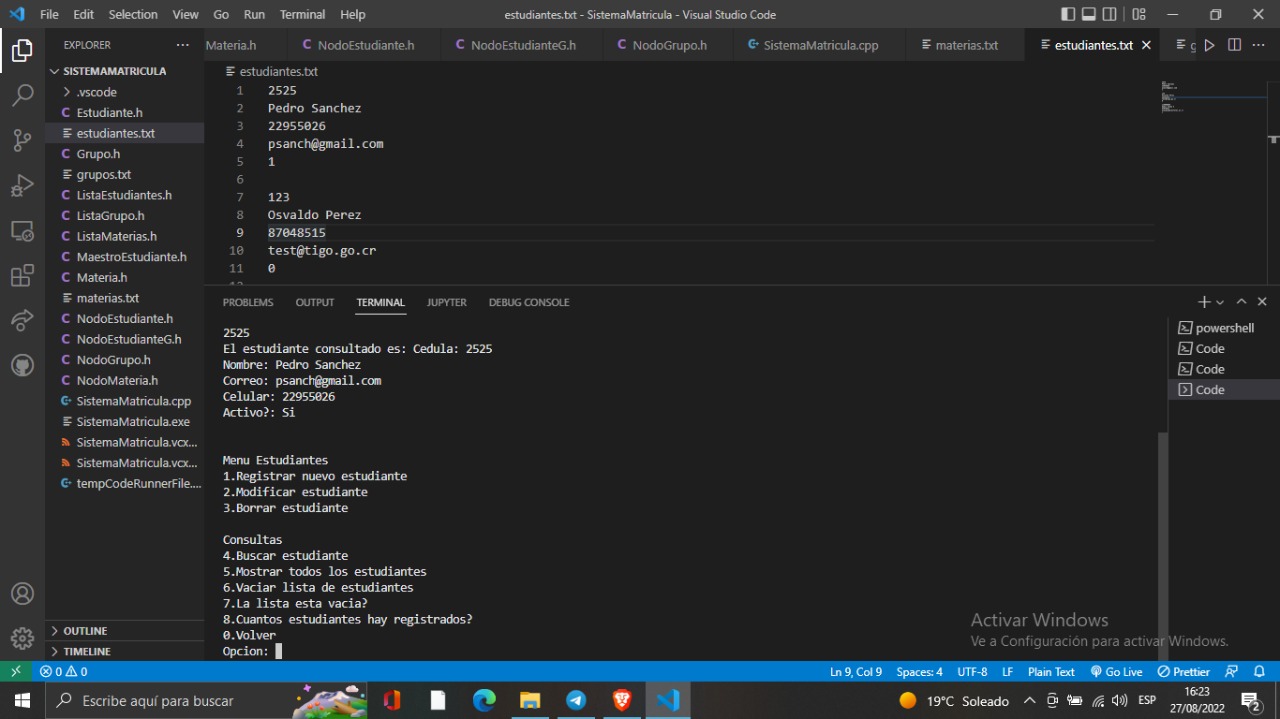 File Edit Selection View Go Run Terminal Help
estudiantes.txt - SistemaMatricula - Visual Studio Code
EXPLORER
Materia.h
NodoEstudiante.h
NodoEstudianteG.h
NodoGrupo.h
SistemaMatricula.cpp
materias.txt
estudiantes.txt
SISTEMAMATRICULA
.vscode
Estudiante.h
estudiantes.txt
Grupo.h
grupos.txt
ListaEstudiantes.h
ListaGrupo.h
ListaMaterias.h
MaestroEstudiante.h
Materia.h
materias.txt
NodoEstudiante.h
NodoEstudianteG.h
NodoGrupo.h
NodoMateria.h
SistemaMatricula.cpp
SistemaMatricula.exe
SistemaMatricula.vcx...
SistemaMatricula.vcx...
tempCodeRunnerFile....
OUTLINE
TIMELINE
estudiantes.txt
1 2525
2 Pedro Sanchez
3 22955026
4 psanch@gmail.com
5 1
6
7 123
8 Osvaldo Perez
9 87048515
10 test@tigo.go.cr
11 0
PROBLEMS OUTPUT TERMINAL JUPYTER DEBUG CONSOLE
2525
El estudiante consultado es: Cedula: 2525
Nombre: Pedro Sanchez
Correo: psanch@gmail.com
Celular: 22955026
Activo?: Si
Menu Estudiantes
1.Registrar nuevo estudiante
2.Modificar estudiante
3.Borrar estudiante
Consultas
4.Buscar estudiante
5.Mostrar todos los estudiantes
6.Vaciar lista de estudiantes
7.La lista esta vacia?
8.Cuantos estudiantes hay registrados?
0.Volver
Opcion:
powershell
Code
Code
Code
Activar Windows
Ve a Configuración para activar Windows.
0 0
Ln 9, Col 9 Spaces: 4 UTF-8 LF Plain Text Go Live Prettier
Escribe aquí para buscar
19°C Soleado
ESP
16:23
27/08/2022
2